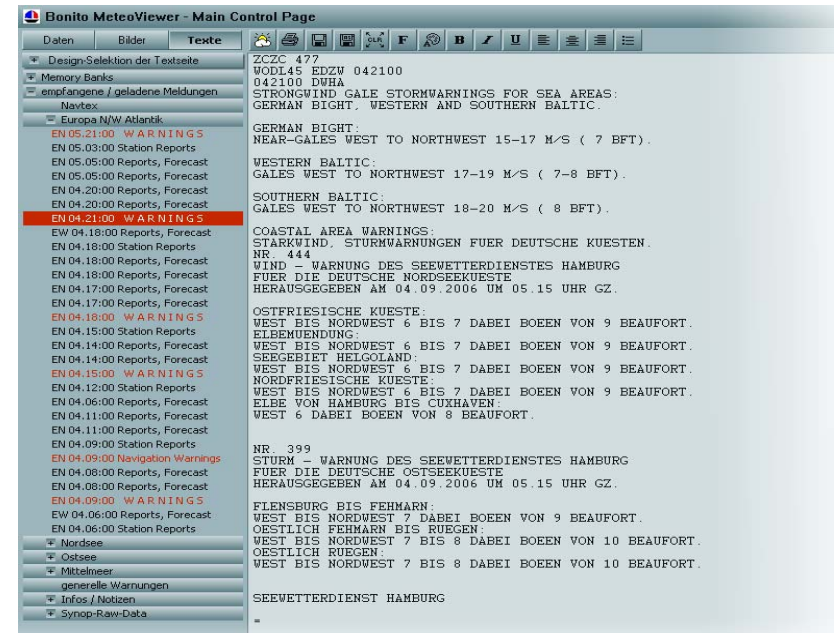 Bonito MeteoViewer - Main Control Page
Daten Bilder Texte
CLR F B I U
Design-Selektion der Textseite
Memory Banks
empfangene / geladene Meldungen
Navtex
Europa N/W Atlantik
EN 05.21:00 W A R N I N G S
EN 05.03:00 Station Reports
EN 05.05:00 Reports, Forecast
EN 05.05:00 Reports, Forecast
EN 04.20:00 Reports, Forecast
EN 04.20:00 Reports, Forecast
EN 04.21:00 W A R N I N G S
EW 04.18:00 Reports, Forecast
EN 04.18:00 Station Reports
EN 04.18:00 Reports, Forecast
EN 04.18:00 Reports, Forecast
EN 04.17:00 Reports, Forecast
EN 04.17:00 Reports, Forecast
EN 04.18:00 W A R N I N G S
EN 04.15:00 Station Reports
EN 04.14:00 Reports, Forecast
EN 04.14:00 Reports, Forecast
EN 04.15:00 W A R N I N G S
EN 04.12:00 Station Reports
EN 04.06:00 Reports, Forecast
EN 04.11:00 Reports, Forecast
EN 04.11:00 Reports, Forecast
EN 04.09:00 Station Reports
EN 04.09:00 Navigation Warnings
EN 04.08:00 Reports, Forecast
EN 04.08:00 Reports, Forecast
EN 04.09:00 W A R N I N G S
EW 04.06:00 Reports, Forecast
EN 04.06:00 Station Reports
Nordsee
Ostsee
Mittelmeer
generelle Warnungen
Infos / Notizen
Synop-Raw-Data
ZCZC 477
WODL45 EDZW 042100
042100 DWHA
STRONGWIND GALE STORMWARNINGS FOR SEA AREAS:
GERMAN BIGHT, WESTERN AND SOUTHERN BALTIC.
GERMAN BIGHT:
NEAR-GALES WEST TO NORTHWEST 15-17 M/S ( 7 BFT).
WESTERN BALTIC:
GALES WEST TO NORTHWEST 17-19 M/S ( 7-8 BFT).
SOUTHERN BALTIC:
GALES WEST TO NORTHWEST 18-20 M/S ( 8 BFT).
COASTAL AREA WARNINGS:
STARKWIND, STURMWARNUNGEN FUER DEUTSCHE KUESTEN.
NR. 444
WIND - WARNUNG DES SEEWETTERDIENSTES HAMBURG
FUER DIE DEUTSCHE NORDSEEKUESTE
HERAUSGEGEBEN AM 04.09.2006 UM 05.15 UHR GZ.
OSTFRIESISCHE KUESTE:
WEST BIS NORDWEST 6 BIS 7 DABEI BOEEN VON 9 BEAUFORT.
ELBEMUENDUNG:
WEST BIS NORDWEST 6 BIS 7 DABEI BOEEN VON 9 BEAUFORT.
SEEGEBIET HELGOLAND:
WEST BIS NORDWEST 6 BIS 7 DABEI BOEEN VON 9 BEAUFORT.
NORDFRIESISCHE KUESTE:
WEST BIS NORDWEST 6 BIS 7 DABEI BOEEN VON 9 BEAUFORT.
ELBE VON HAMBURG BIS CUXHAVEN:
WEST 6 DABEI BOEEN VON 8 BEAUFORT.
NR. 399
STURM - WARNUNG DES SEEWETTERDIENSTES HAMBURG
FUER DIE DEUTSCHE OSTSEEKUESTE
HERAUSGEGEBEN AM 04.09.2006 UM 05.15 UHR GZ.
FLENSBURG BIS FEHMARN:
WEST BIS NORDWEST 7 DABEI BOEEN VON 9 BEAUFORT.
OESTLICH FEHMARN BIS RUEGEN:
WEST BIS NORDWEST 7 BIS 8 DABEI BOEEN VON 10 BEAUFORT.
OESTLICH RUEGEN:
WEST BIS NORDWEST 7 BIS 8 DABEI BOEEN VON 10 BEAUFORT.
SEEWETTERDIENST HAMBURG
=